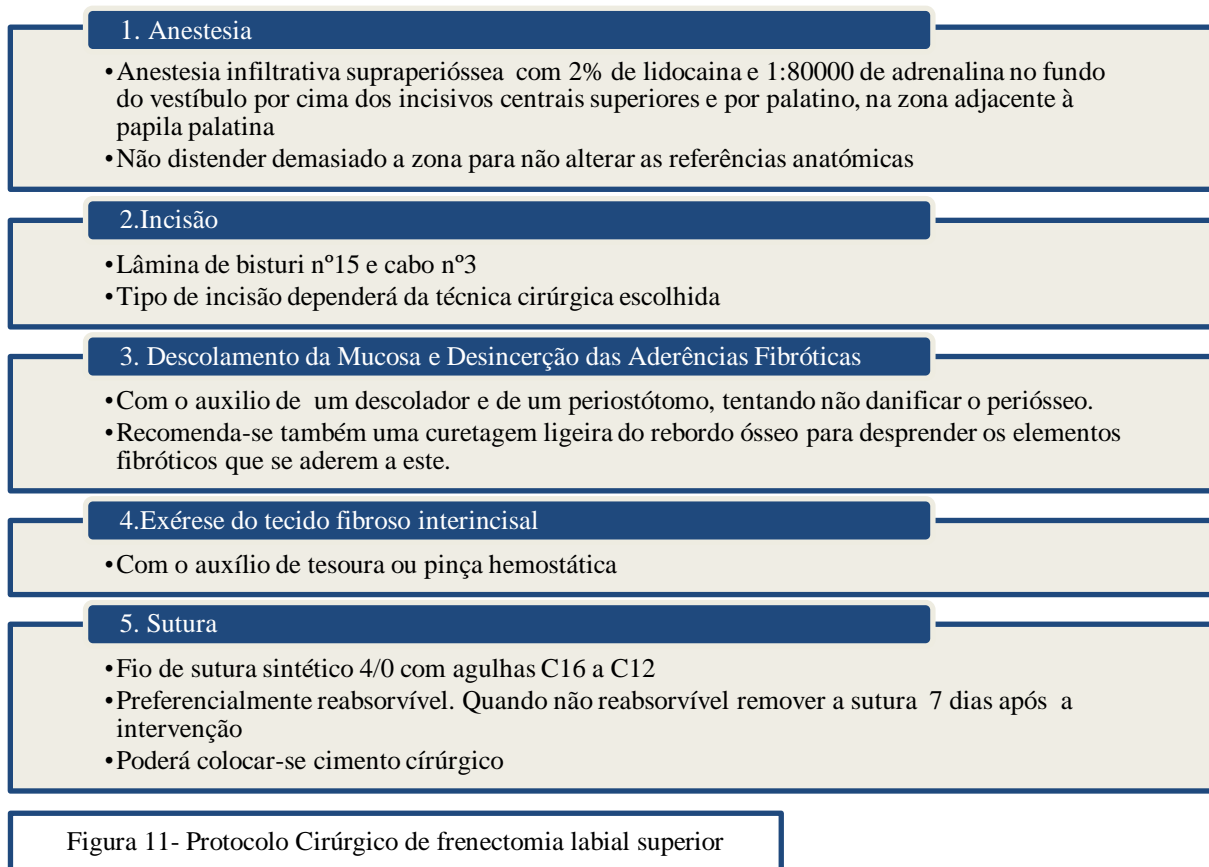 1. Anestesia
•Anestesia infiltrativa supraperióssea com 2% de lidocaina e 1:80000 de adrenalina no fundo
do vestíbulo por cima dos incisivos centrais superiores e por palatino, na zona adjacente à
papila palatina
•Não distender demasiado a zona para não alterar as referências anatómicas
2.Incisão
•Lâmina de bisturi nº15 e cabo nº3
•Tipo de incisão dependerá da técnica cirúrgica escolhida
3. Descolamento da Mucosa e Desincerção das Aderências Fibróticas
•Com o auxilio de um descolador e de um periostótomo, tentando não danificar o periósseo.
•Recomenda-se também uma curetagem ligeira do rebordo ósseo para desprender os elementos
fibróticos que se aderem a este.
4.Exérese do tecido fibroso interincisal
•Com o auxílio de tesoura ou pinça hemostática
5. Sutura
•Fio de sutura sintético 4/0 com agulhas C16 a C12
•Preferencialmente reabsorvível. Quando não reabsorvível remover a sutura 7 dias após a
intervenção
•Poderá colocar-se cimento círúrgico
Figura 11- Protocolo Cirúrgico de frenectomia labial superior